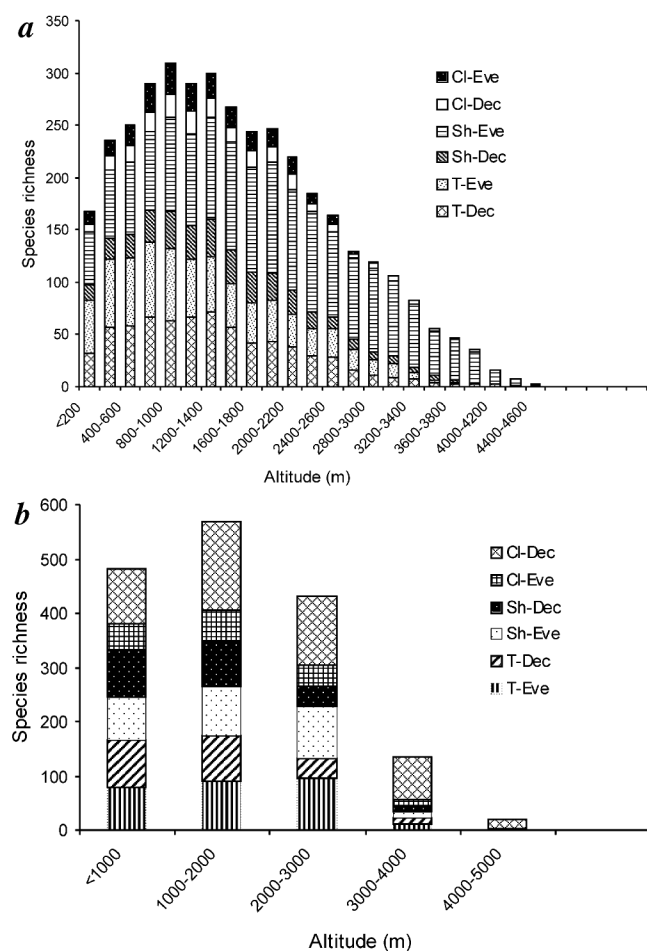 a
350
300
250
200
150
100
50
0
Species richness
Cl-Eve
Cl-Dec
Sh-Eve
Sh-Dec
T-Eve
T-Dec
<200
400-600
800-1000
1200-1400
1600-1800
2000-2200
2400-2600
2800-3000
3200-3400
3600-3800
4000-4200
4400-4600
Altitude (m)
b
600
500
400
300
200
100
0
Species richness
Cl-Dec
Cl-Eve
Sh-Dec
Sh-Eve
T-Dec
T-Eve
<1000
1000-2000
2000-3000
3000-4000
4000-5000
Altitude (m)